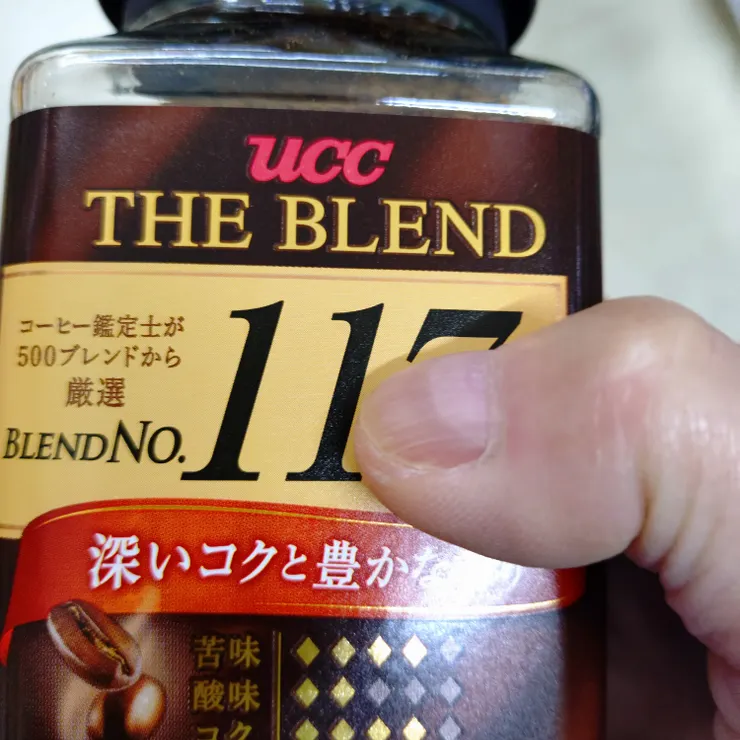 UCC
THE BLEND
コーヒー鑑定士が
500ブレンドから
厳選
BLEND NO.
117
深いコクと豊かな
苦味
酸味
コク